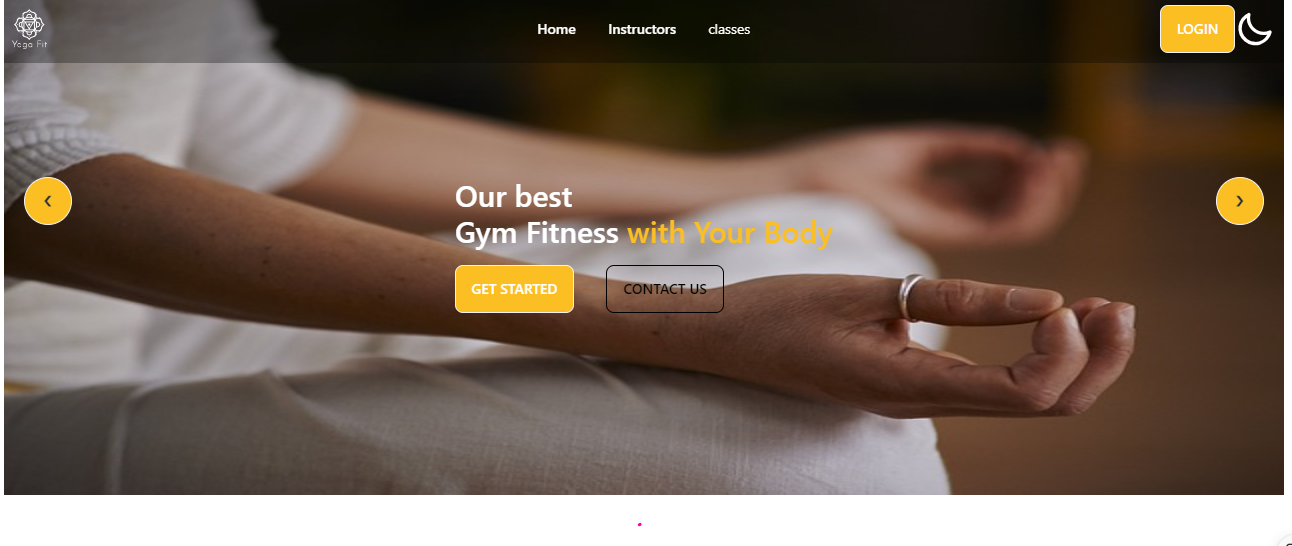 Yoga Fit
Home Instructors classes
LOGIN
Our best
Gym Fitness with Your Body
GET STARTED CONTACT US